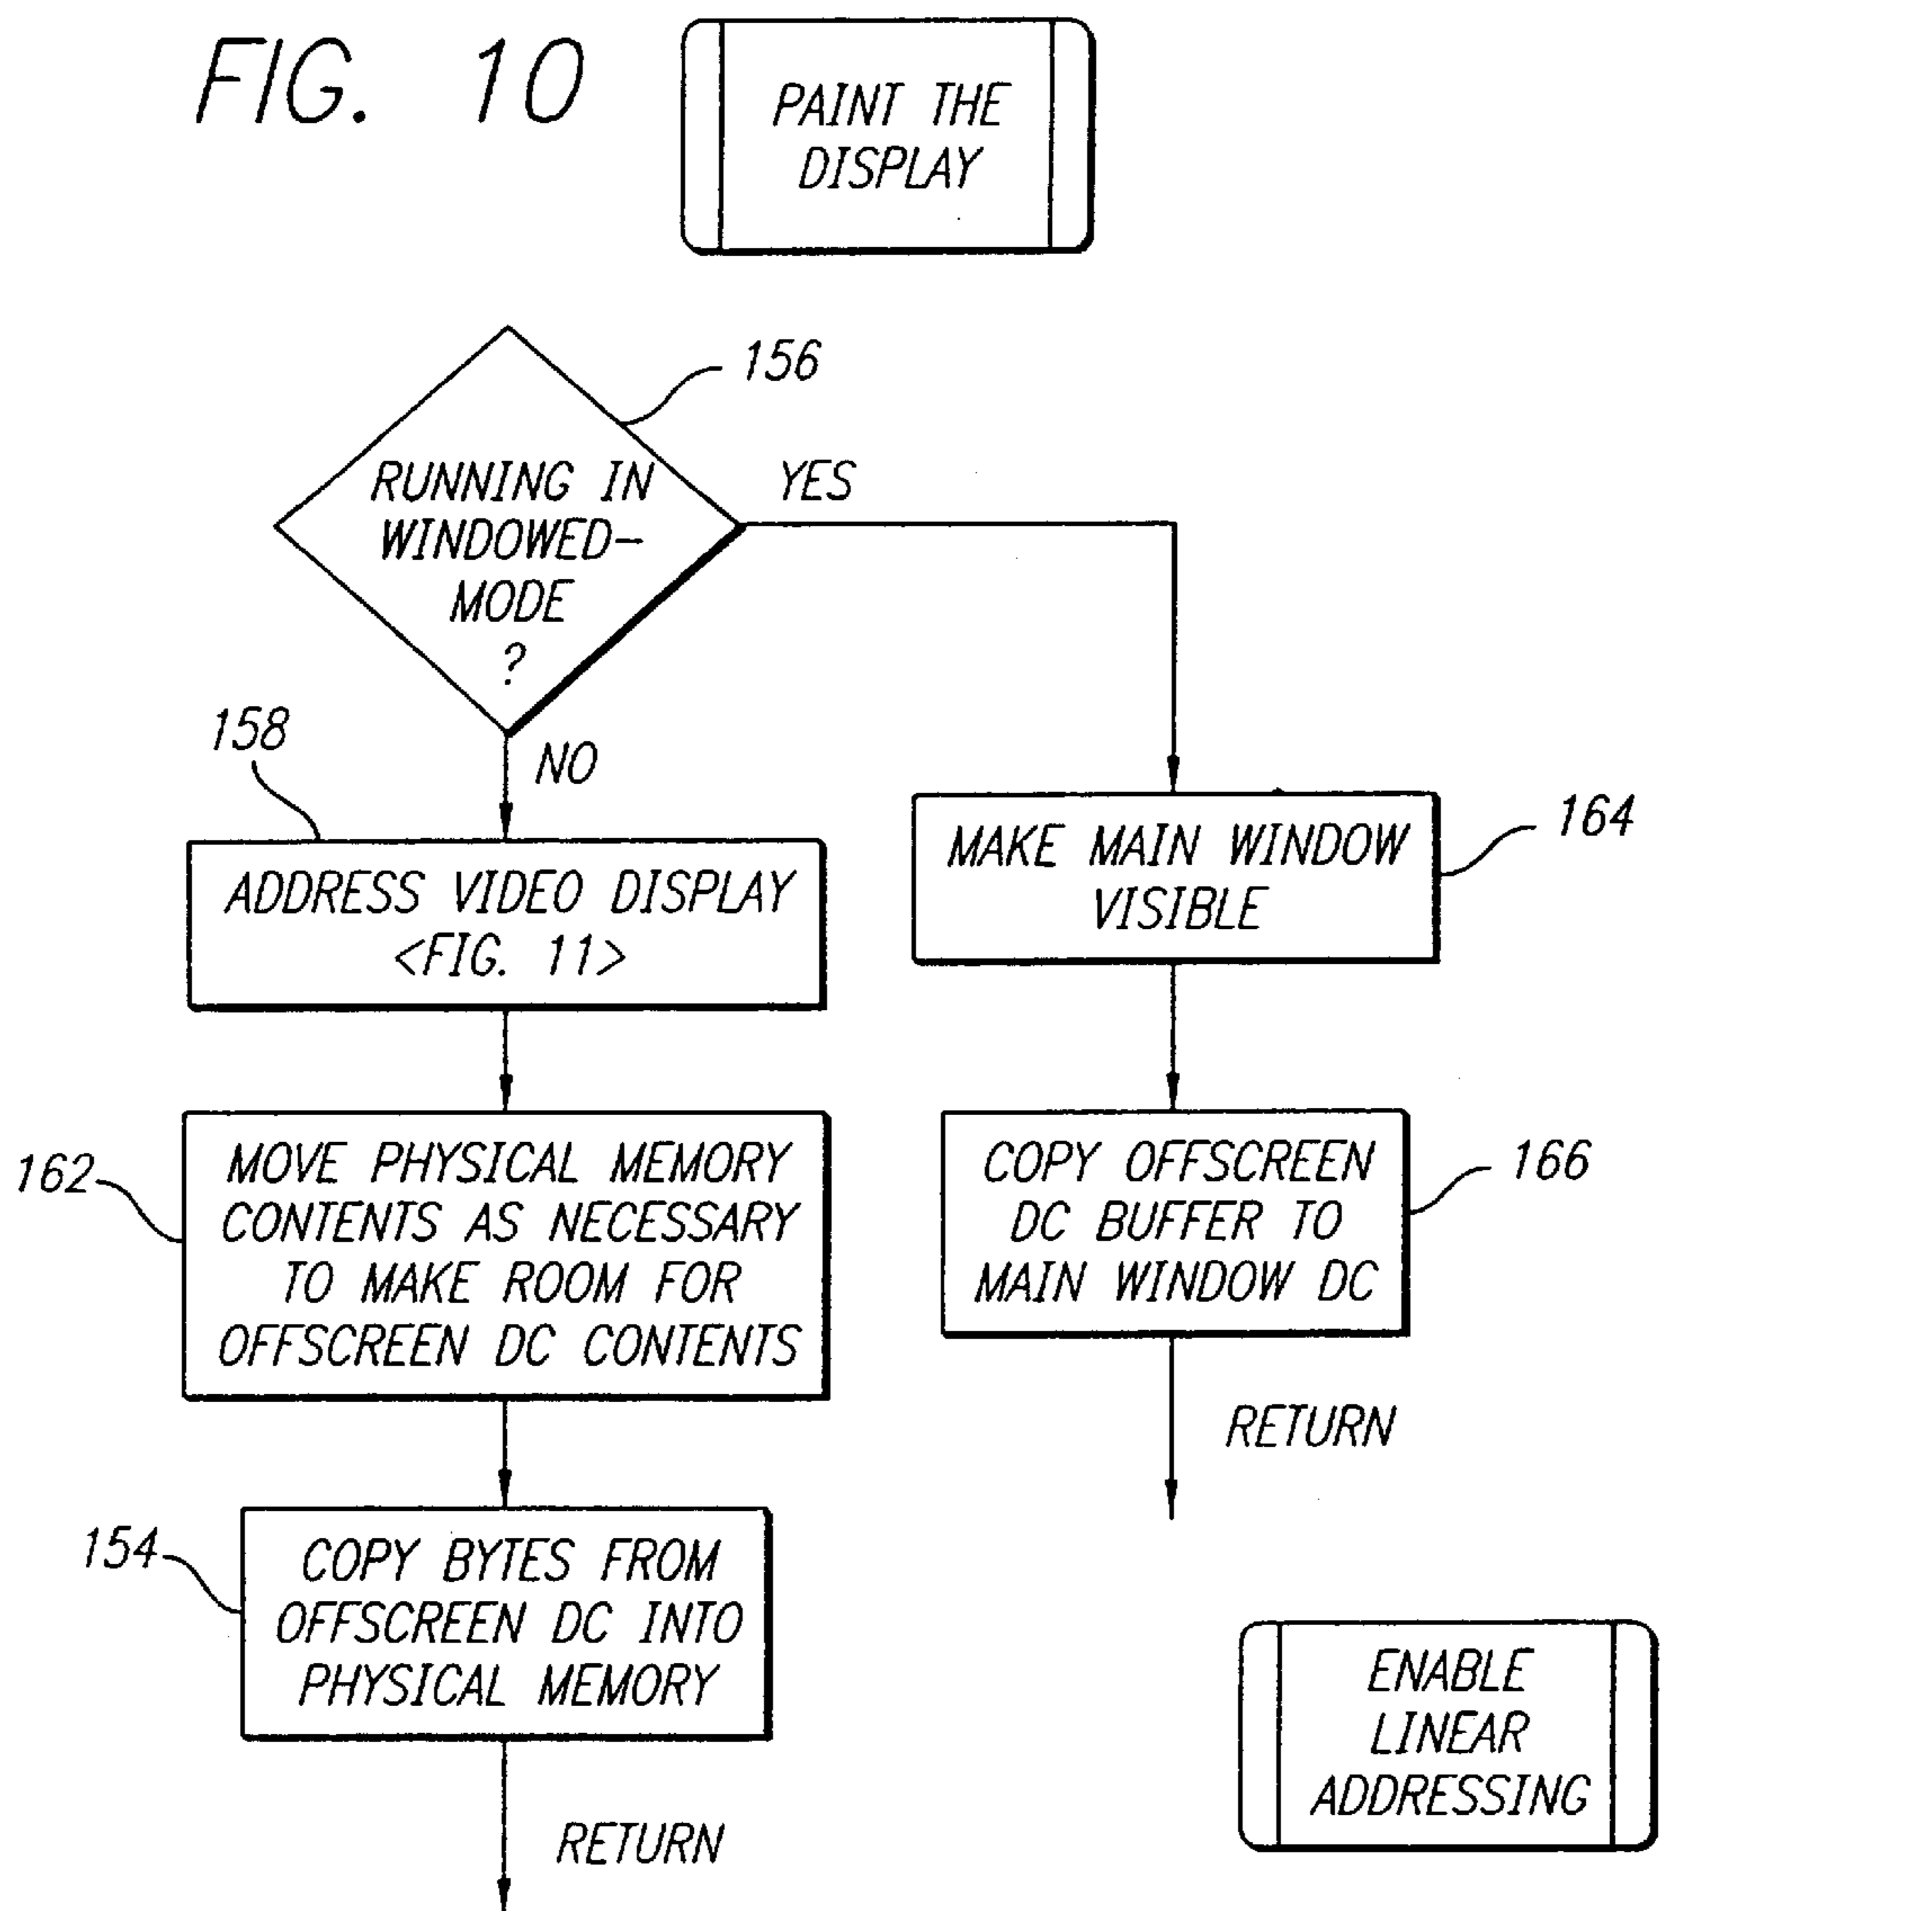 FIG. 10
PAINT THE
DISPLAY
156
RUNNING IN
WINDOWED-
MODE
?
YES
NO
158
ADDRESS VIDEO DISPLAY
<FIG. 11>
MAKE MAIN WINDOW
VISIBLE
164
162
MOVE PHYSICAL MEMORY
CONTENTS AS NECESSARY
TO MAKE ROOM FOR
OFFSCREEN DC CONTENTS
COPY OFFSCREEN
DC BUFFER TO
MAIN WINDOW DC
166
RETURN
154
COPY BYTES FROM
OFFSCREEN DC INTO
PHYSICAL MEMORY
RETURN
ENABLE
LINEAR
ADDRESSING